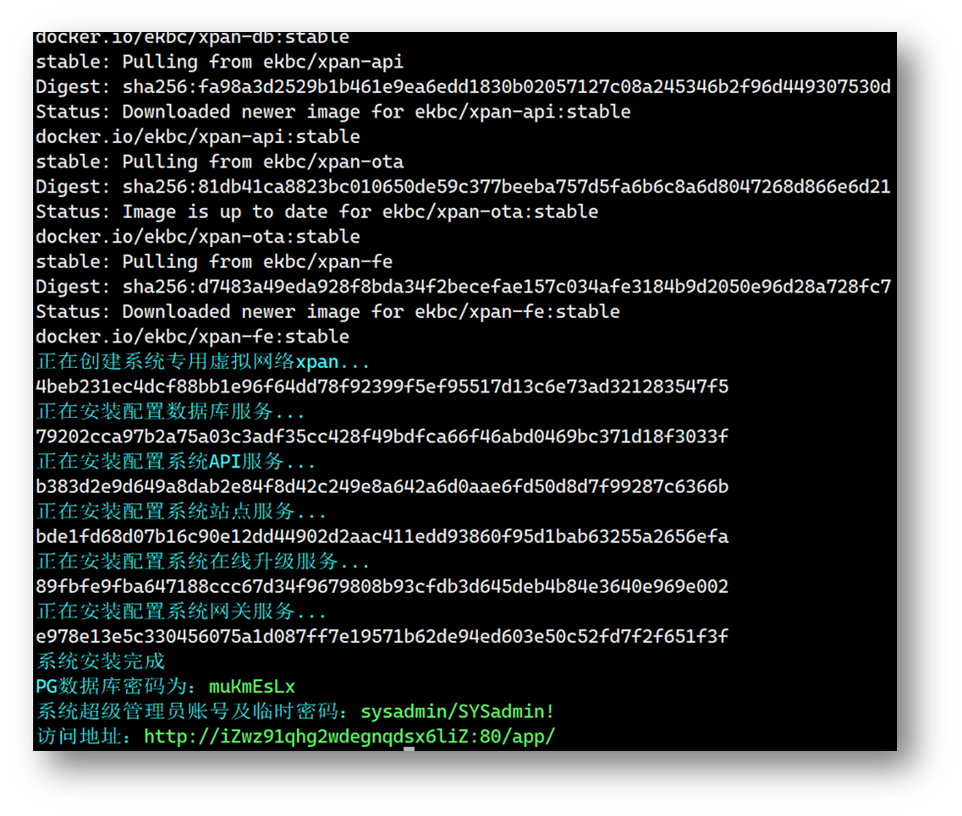 docker.io/ekbc/xpan-db:stable
stable: Pulling from ekbc/xpan-api
Digest: sha256:fa98a3d2529b1b461e9ea6edd1830b02057127c08a245346b2f96d449307530d
Status: Downloaded newer image for ekbc/xpan-api:stable
docker.io/ekbc/xpan-api:stable
stable: Pulling from ekbc/xpan-ota
Digest: sha256:81db41ca8823bc010650de59c377beeba757d5fa6b6c8a6d8047268d866e6d21
Status: Image is up to date for ekbc/xpan-ota:stable
docker.io/ekbc/xpan-ota:stable
stable: Pulling from ekbc/xpan-fe
Digest: sha256:d7483a49eda928f8bda34f2becefae157c034afe3184b9d2050e96d28a728fc7
Status: Downloaded newer image for ekbc/xpan-fe:stable
docker.io/ekbc/xpan-fe:stable
正在创建系统专用虚拟网络xpan...
4beb231ec4dcf88bb1e96f64dd78f92399f5ef95517d13c6e73ad321283547f5
正在安装配置数据库服务...
79202cca97b2a75a03c3adf35cc428f49bdfca66f46abd0469bc371d18f3033f
正在安装配置系统API服务...
b383d2e9d649a8dab2e84f8d42c249e8a642a6d0aae6fd50d8d7f99287c6366b
正在安装配置系统站点服务...
bde1fd68d07b16c90e12dd44902d2aac411edd93860f95d1bab63255a2656efa
正在安装配置系统在线升级服务...
89fbfe9fba647188ccc67d34f9679808b93cfdb3d645deb4b84e3640e969e002
正在安装配置系统网关服务...
e978e13e5c330456075a1d087ff7e19571b62de94ed603e50c52fd7f2f651f3f
系统安装完成
PG数据库密码为：muKmEsLx
系统超级管理员账号及临时密码：sysadmin/SYSadmin!
访问地址：http://iZwz91qhg2wdegnqdsx6liZ:80/app/